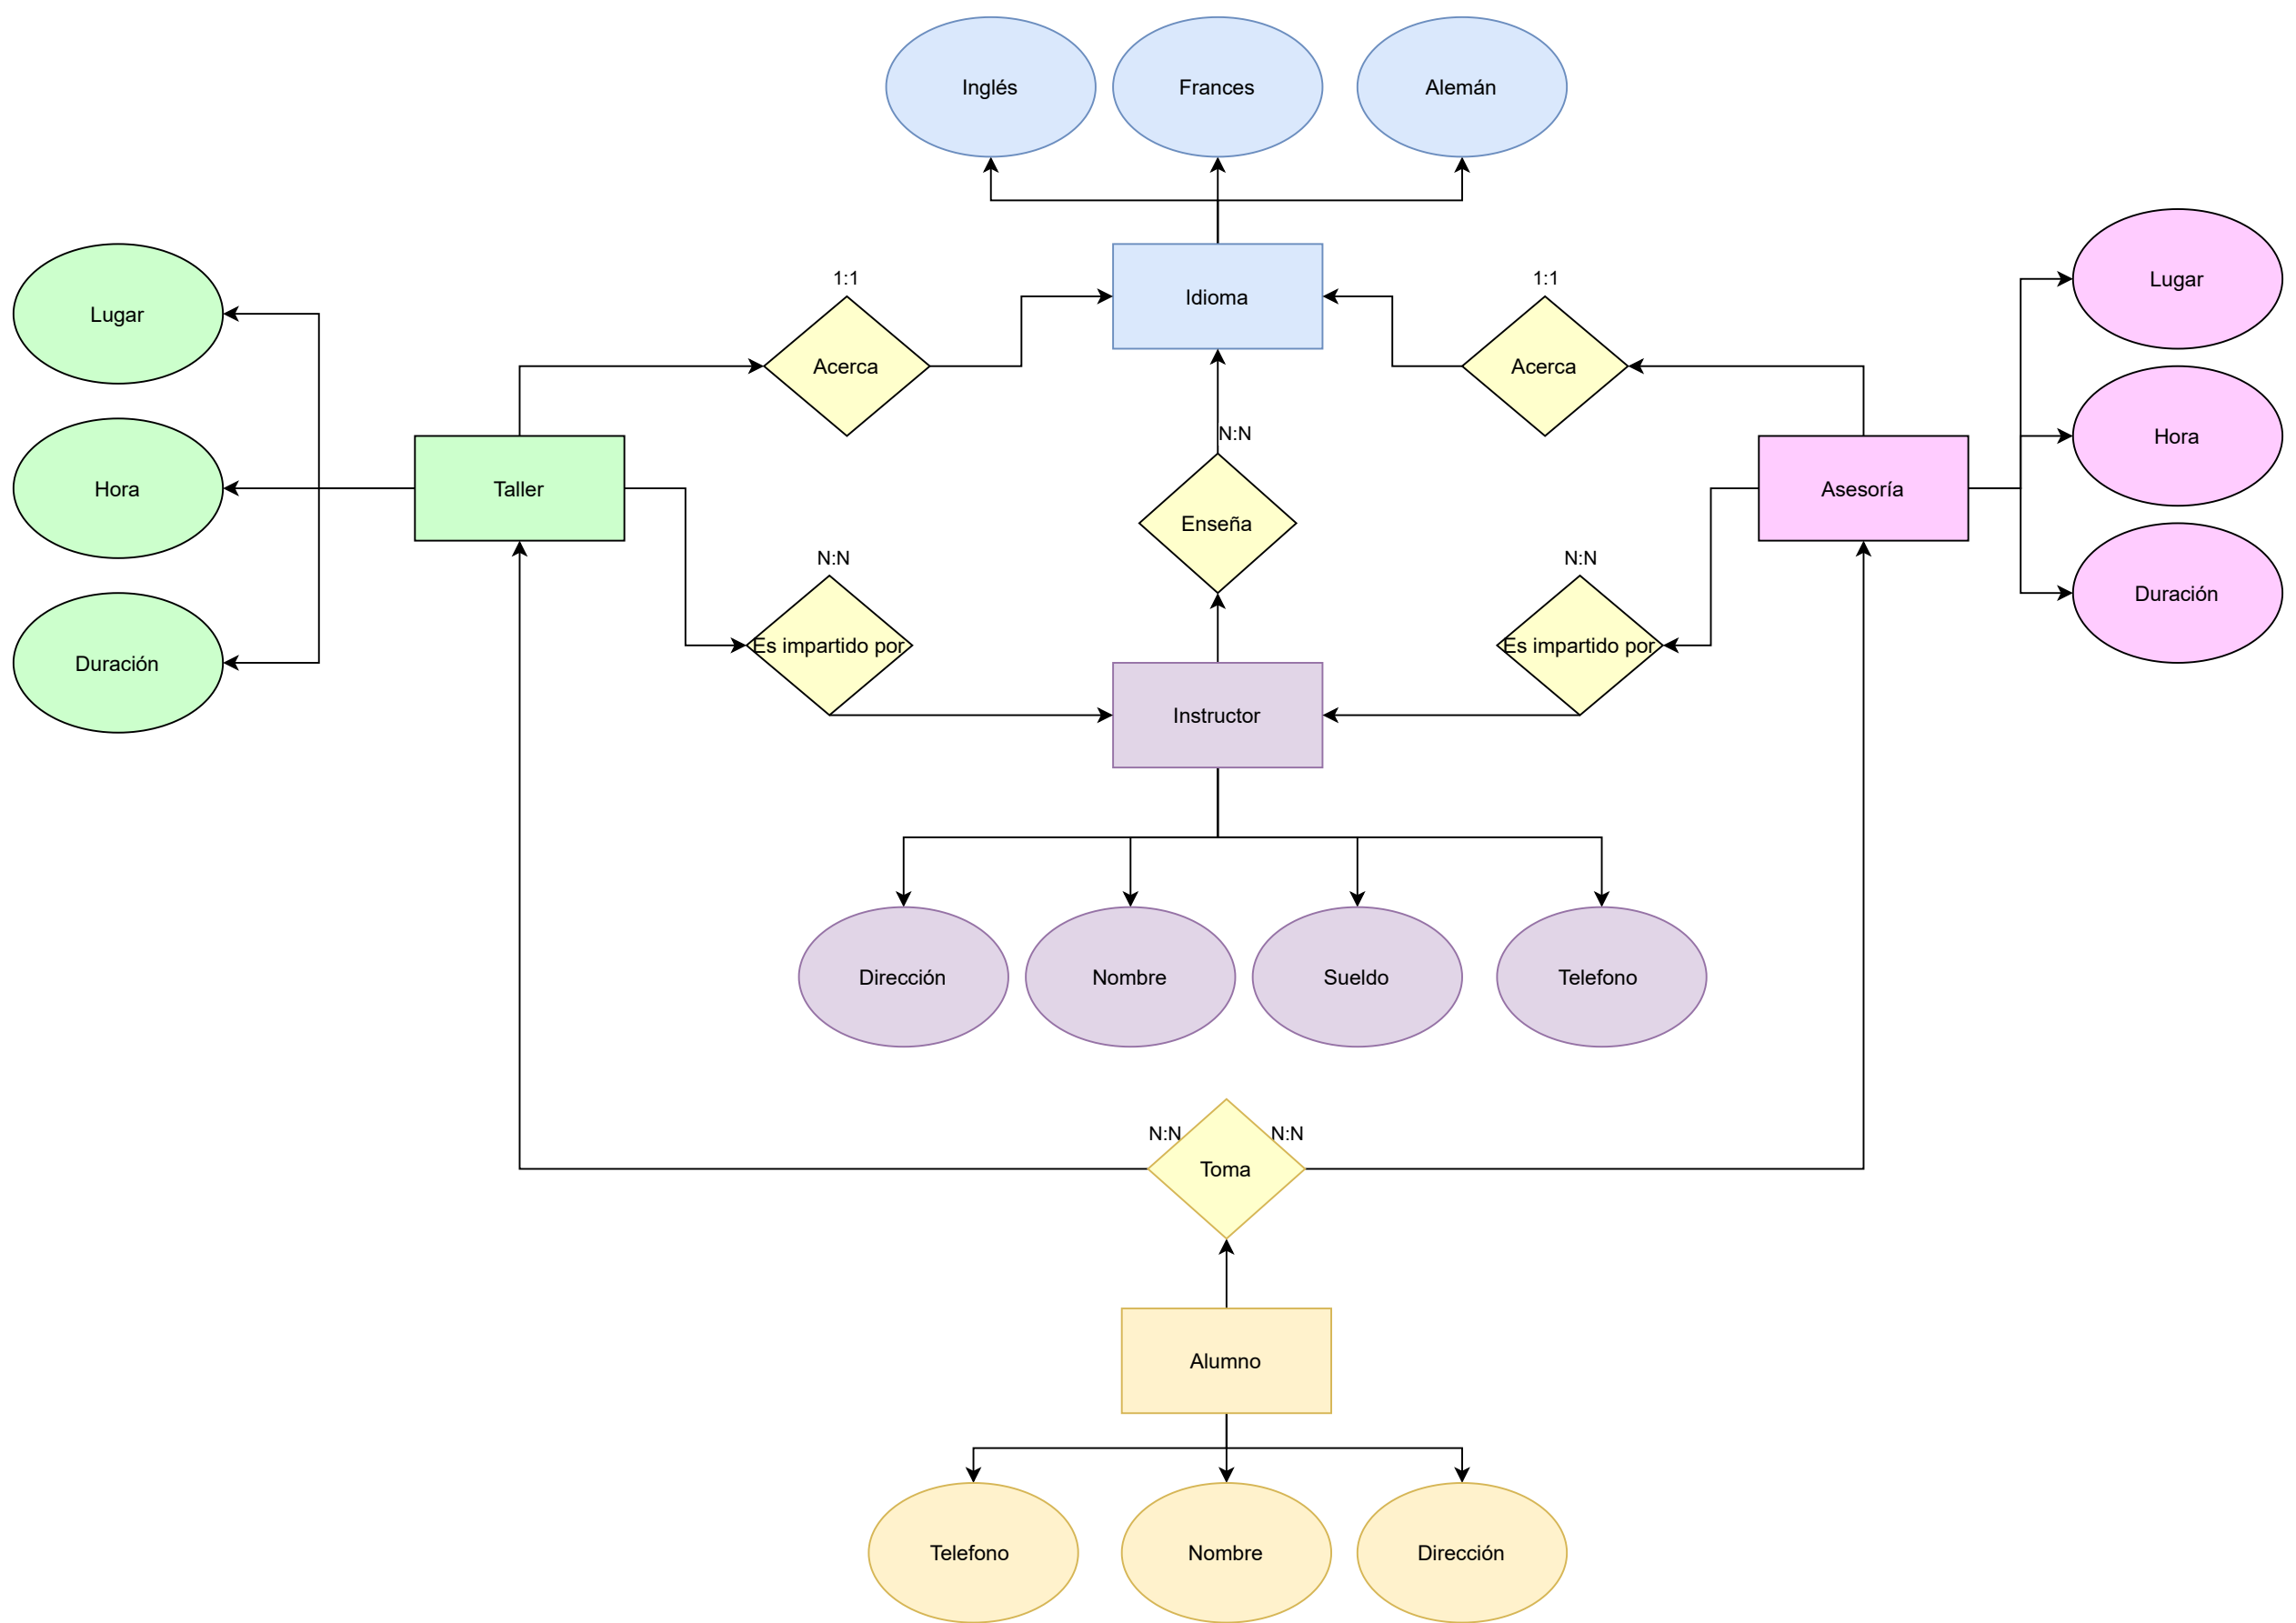 Inglés
Frances
Alemán
Idioma
1:1
1:1
Lugar
Lugar
Acerca
Acerca
N:N
Hora
Taller
Asesoría
Hora
Enseña
N:N
N:N
Duración
Duración
Es impartido por
Es impartido por
Instructor
Dirección
Nombre
Sueldo
Telefono
N:N
N:N
Toma
Alumno
Telefono
Nombre
Dirección